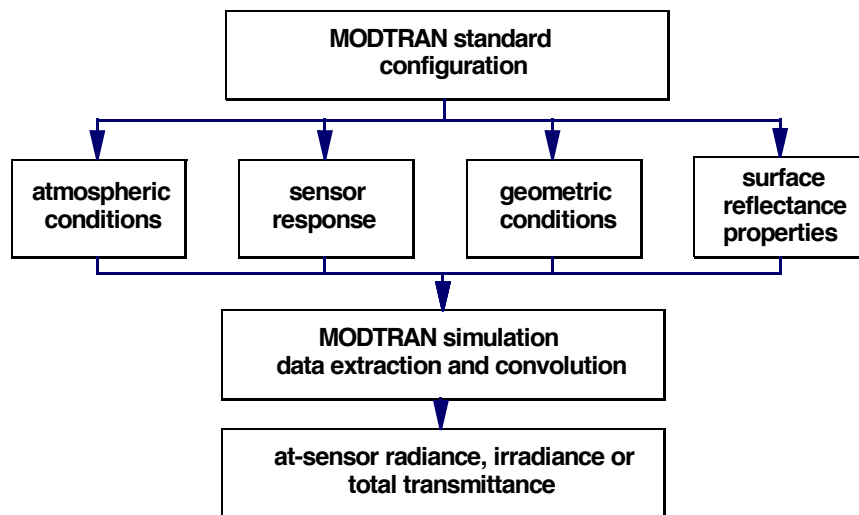 MODTRAN standard
configuration
atmospheric
conditions
sensor
response
geometric
conditions
surface
reflectance
properties
MODTRAN simulation
data extraction and convolution
at-sensor radiance, irradiance or
total transmittance